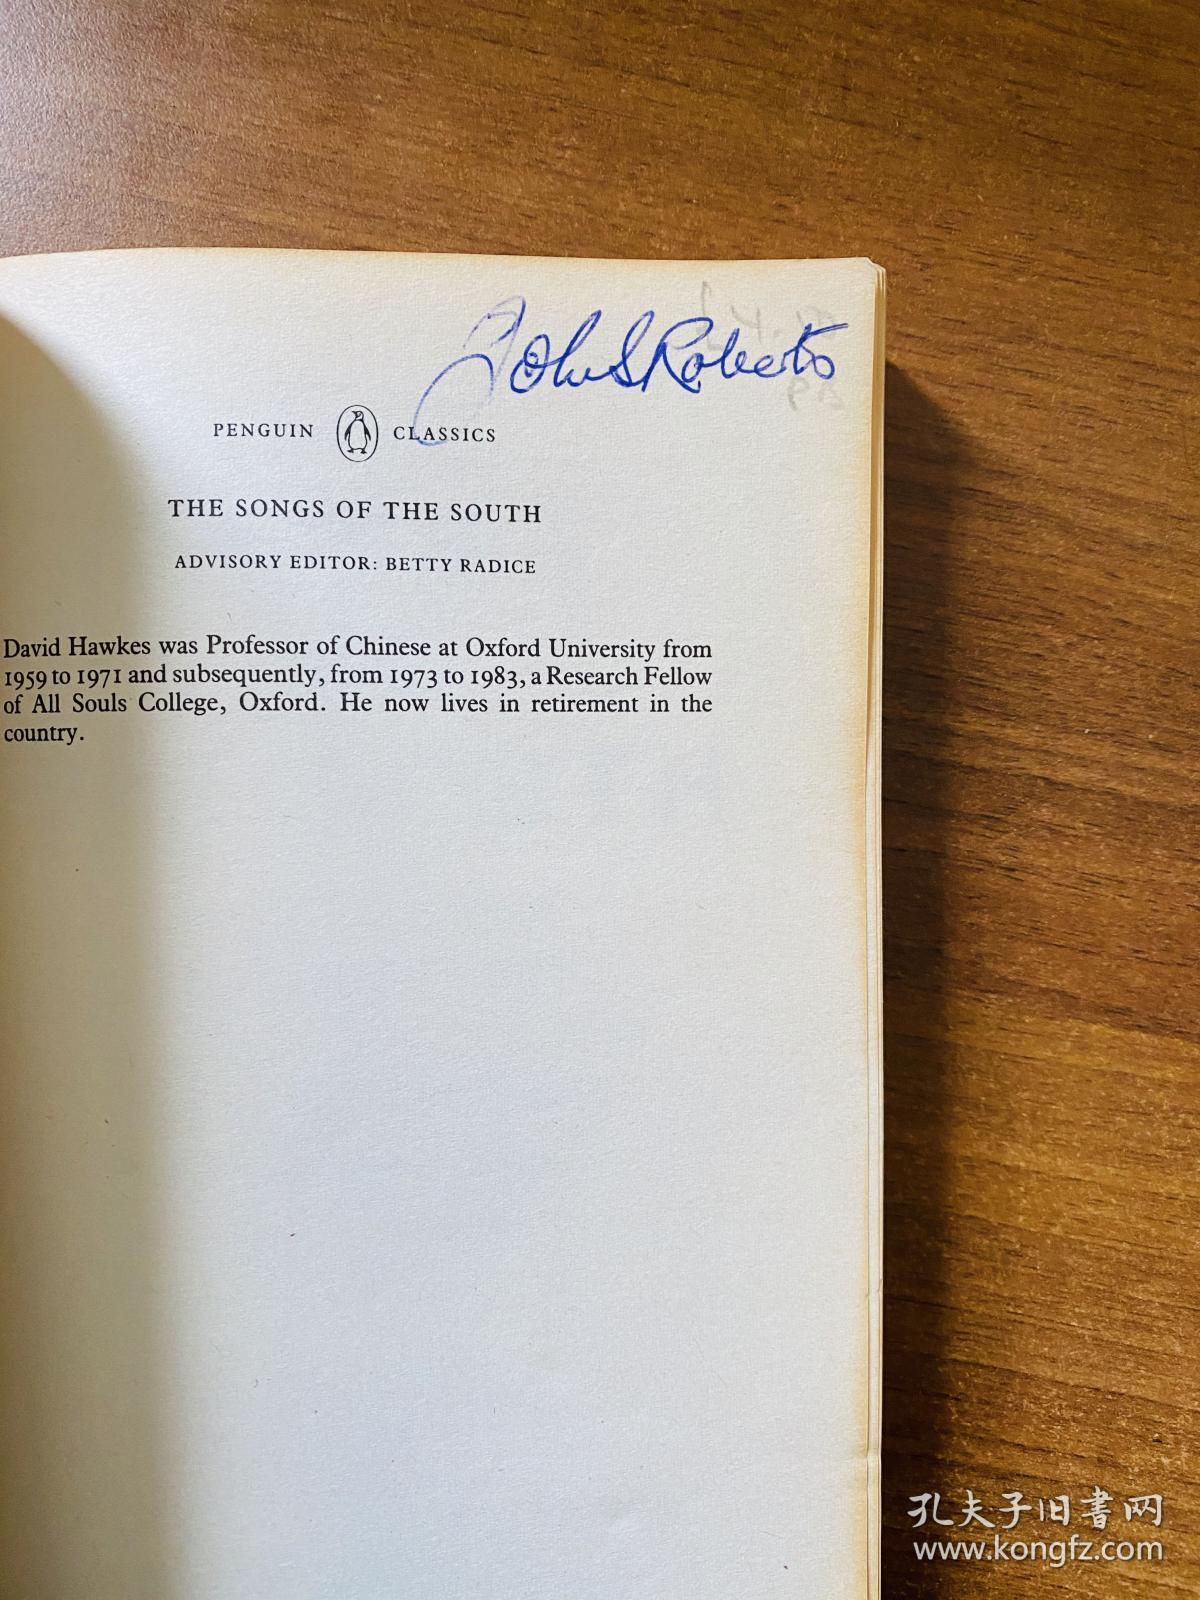 John S Roberts
PENGUIN CLASSICS
THE SONGS OF THE SOUTH
ADVISORY EDITOR: BETTY RADICE
David Hawkes was Professor of Chinese at Oxford University from
1959 to 1971 and subsequently, from 1973 to 1983, a Research Fellow
of All Souls College, Oxford. He now lives in retirement in the
country.
孔夫子旧书网
www.kongfz.com